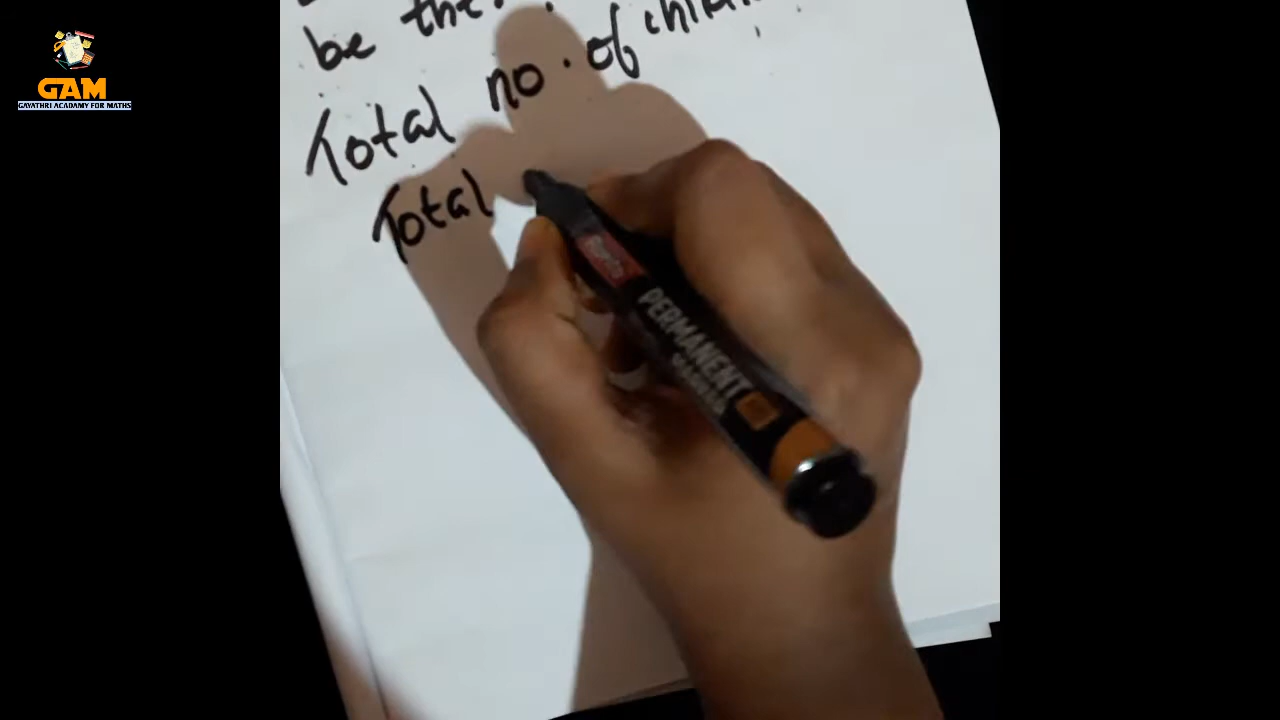 GAM
GAYATHRI ACADAMY FOR MATHS
be the
Total no. of
Total
PERMANENT